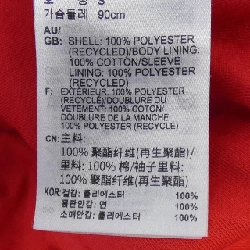 가슴둘레 90cm
AU/
GB: SHELL: 100% POLYESTER
(RECYCLED)/BODY LINING:
100% COTTON/SLEEVE
LINING: 100% POLYESTER
(RECYCLED)
F: EXTÉRIEUR: 100% POLYESTER
(RECYCLÉ)/DOUBLURE DU
VÊTEMENT: 100% COTON/
DOUBLURE DE LA MANCHE
100% POLYESTER (RECYCLÉ)
CN: 主料:
100% 聚酯纤维(再生聚酯)/
里料: 100% 棉/袖子里料:
100% 聚酯纤维(再生聚酯)
KOR:겉감: 폴리에스터 100%
몸판안감: 면 100%
소매안감: 폴리에스터 100%